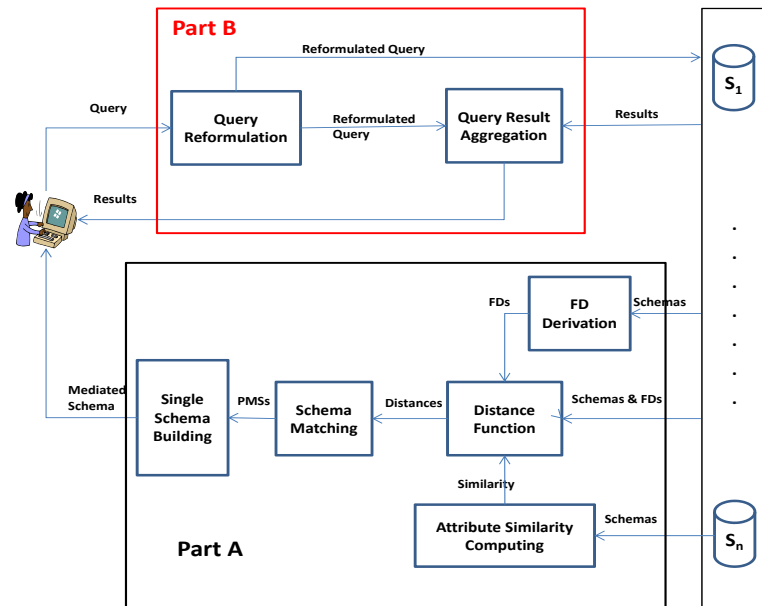 Part B
Reformulated Query
S1
Query
Query
Reformulation
Reformulated
Query
Query Result
Aggregation
Results
Results
FDs
FD
Derivation
Schemas
Mediated
Schema
Single
Schema
Building
PMSs
Schema
Matching
Distances
Distance
Function
Schemas & FDs
Similarity
Part A
Attribute Similarity
Computing
Schemas
Sn